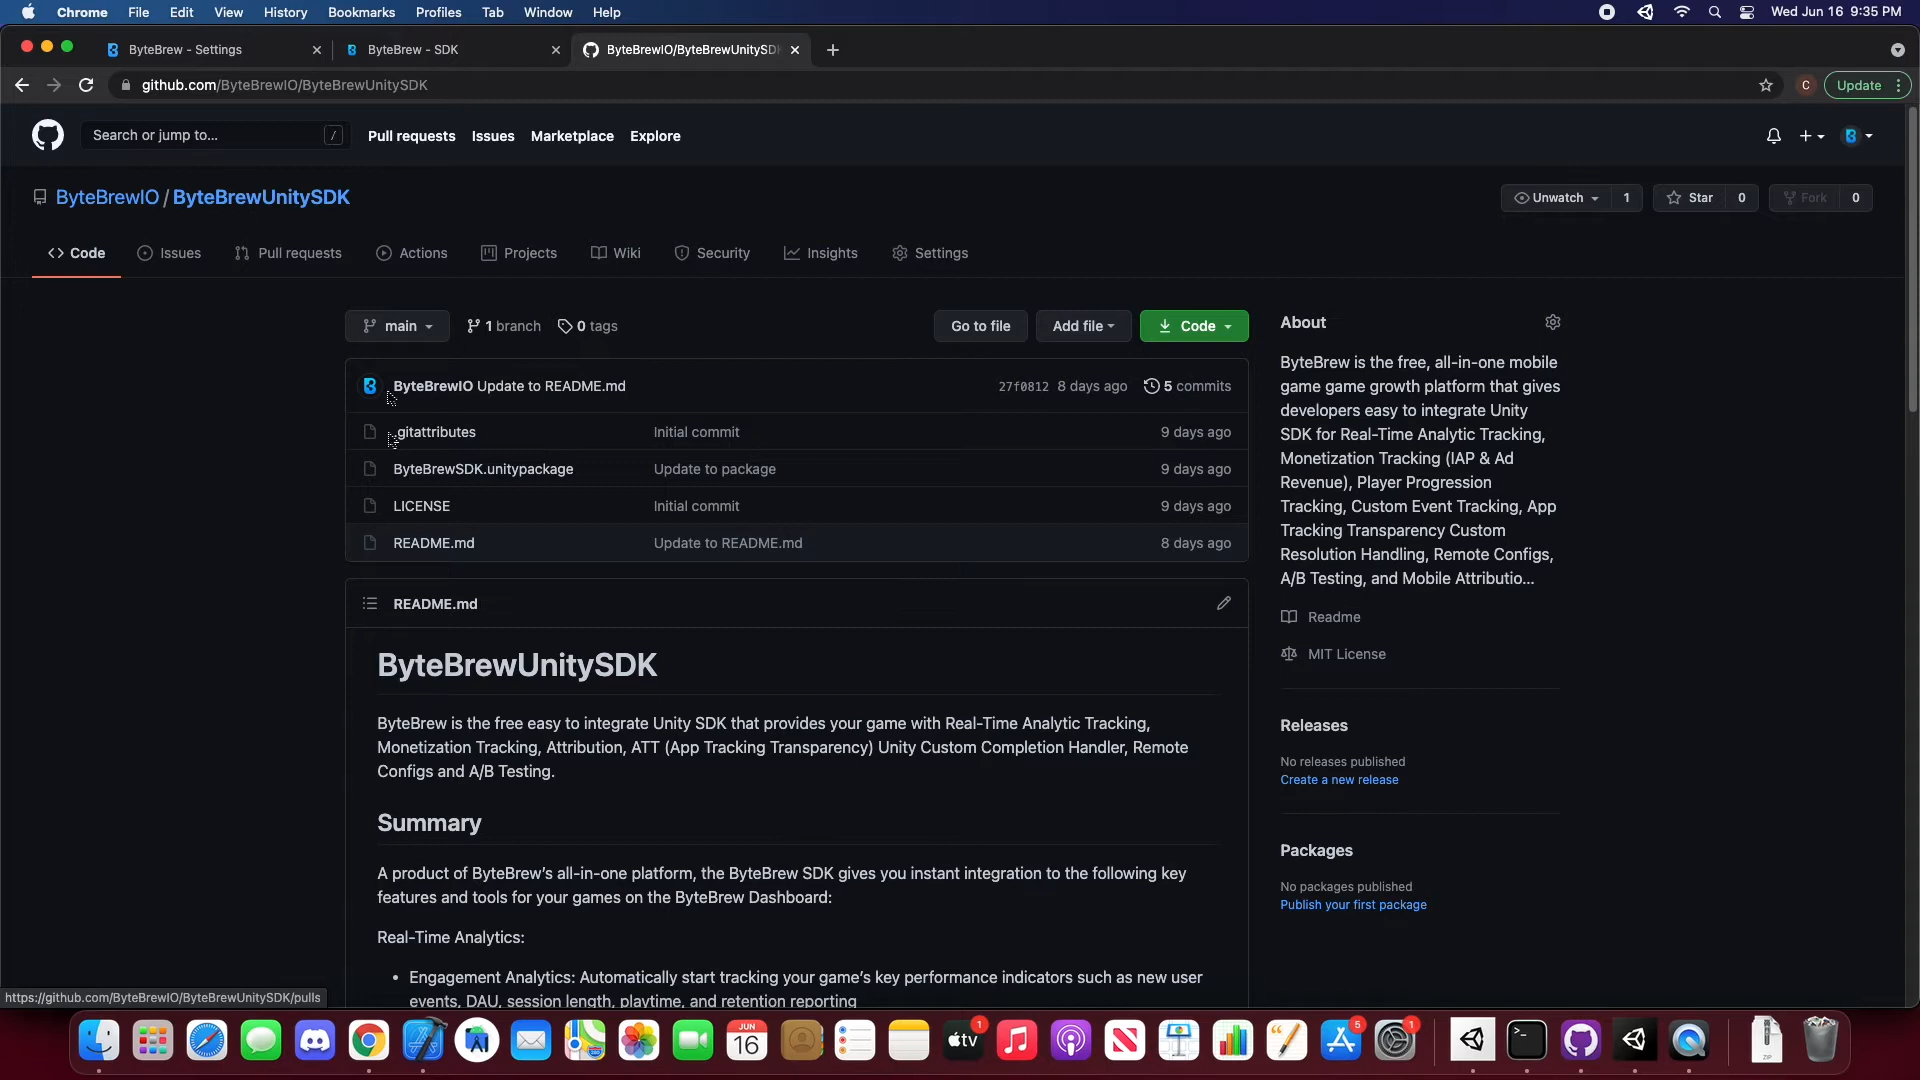 Chrome File Edit View History Bookmarks Profiles Tab Window Help Wed Jun 16 9:35 PM
ByteBrew - Settings ByteBrew - SDK ByteBrewIO/ByteBrewUnitySD
github.com/ByteBrewIO/ByteBrewUnitySDK C Update
Search or jump to... / Pull requests Issues Marketplace Explore
ByteBrewIO / ByteBrewUnitySDK Unwatch 1 Star 0 Fork 0
Code Issues Pull requests Actions Projects Wiki Security Insights Settings
main 1 branch 0 tags Go to file Add file Code
ByteBrewIO Update to README.md 27f0812 8 days ago 5 commits
.gitattributes Initial commit 9 days ago
ByteBrewSDK.unitypackage Update to package 9 days ago
LICENSE Initial commit 9 days ago
README.md Update to README.md 8 days ago
README.md
ByteBrewUnitySDK
ByteBrew is the free easy to integrate Unity SDK that provides your game with Real-Time Analytic Tracking,
Monetization Tracking, Attribution, ATT (App Tracking Transparency) Unity Custom Completion Handler, Remote
Configs and A/B Testing.
Summary
A product of ByteBrew's all-in-one platform, the ByteBrew SDK gives you instant integration to the following key
features and tools for your games on the ByteBrew Dashboard:
Real-Time Analytics:
• Engagement Analytics: Automatically start tracking your game's key performance indicators such as new user
events, DAU, session length, playtime, and retention reporting
About
ByteBrew is the free, all-in-one mobile
game game growth platform that gives
developers easy to integrate Unity
SDK for Real-Time Analytic Tracking,
Monetization Tracking (IAP & Ad
Revenue), Player Progression
Tracking, Custom Event Tracking, App
Tracking Transparency Custom
Resolution Handling, Remote Configs,
A/B Testing, and Mobile Attributio...
Readme
MIT License
Releases
No releases published
Create a new release
Packages
No packages published
Publish your first package
https://github.com/ByteBrewIO/ByteBrewUnitySDK/pulls
JUN
16
tv
1
5
1
ZIP